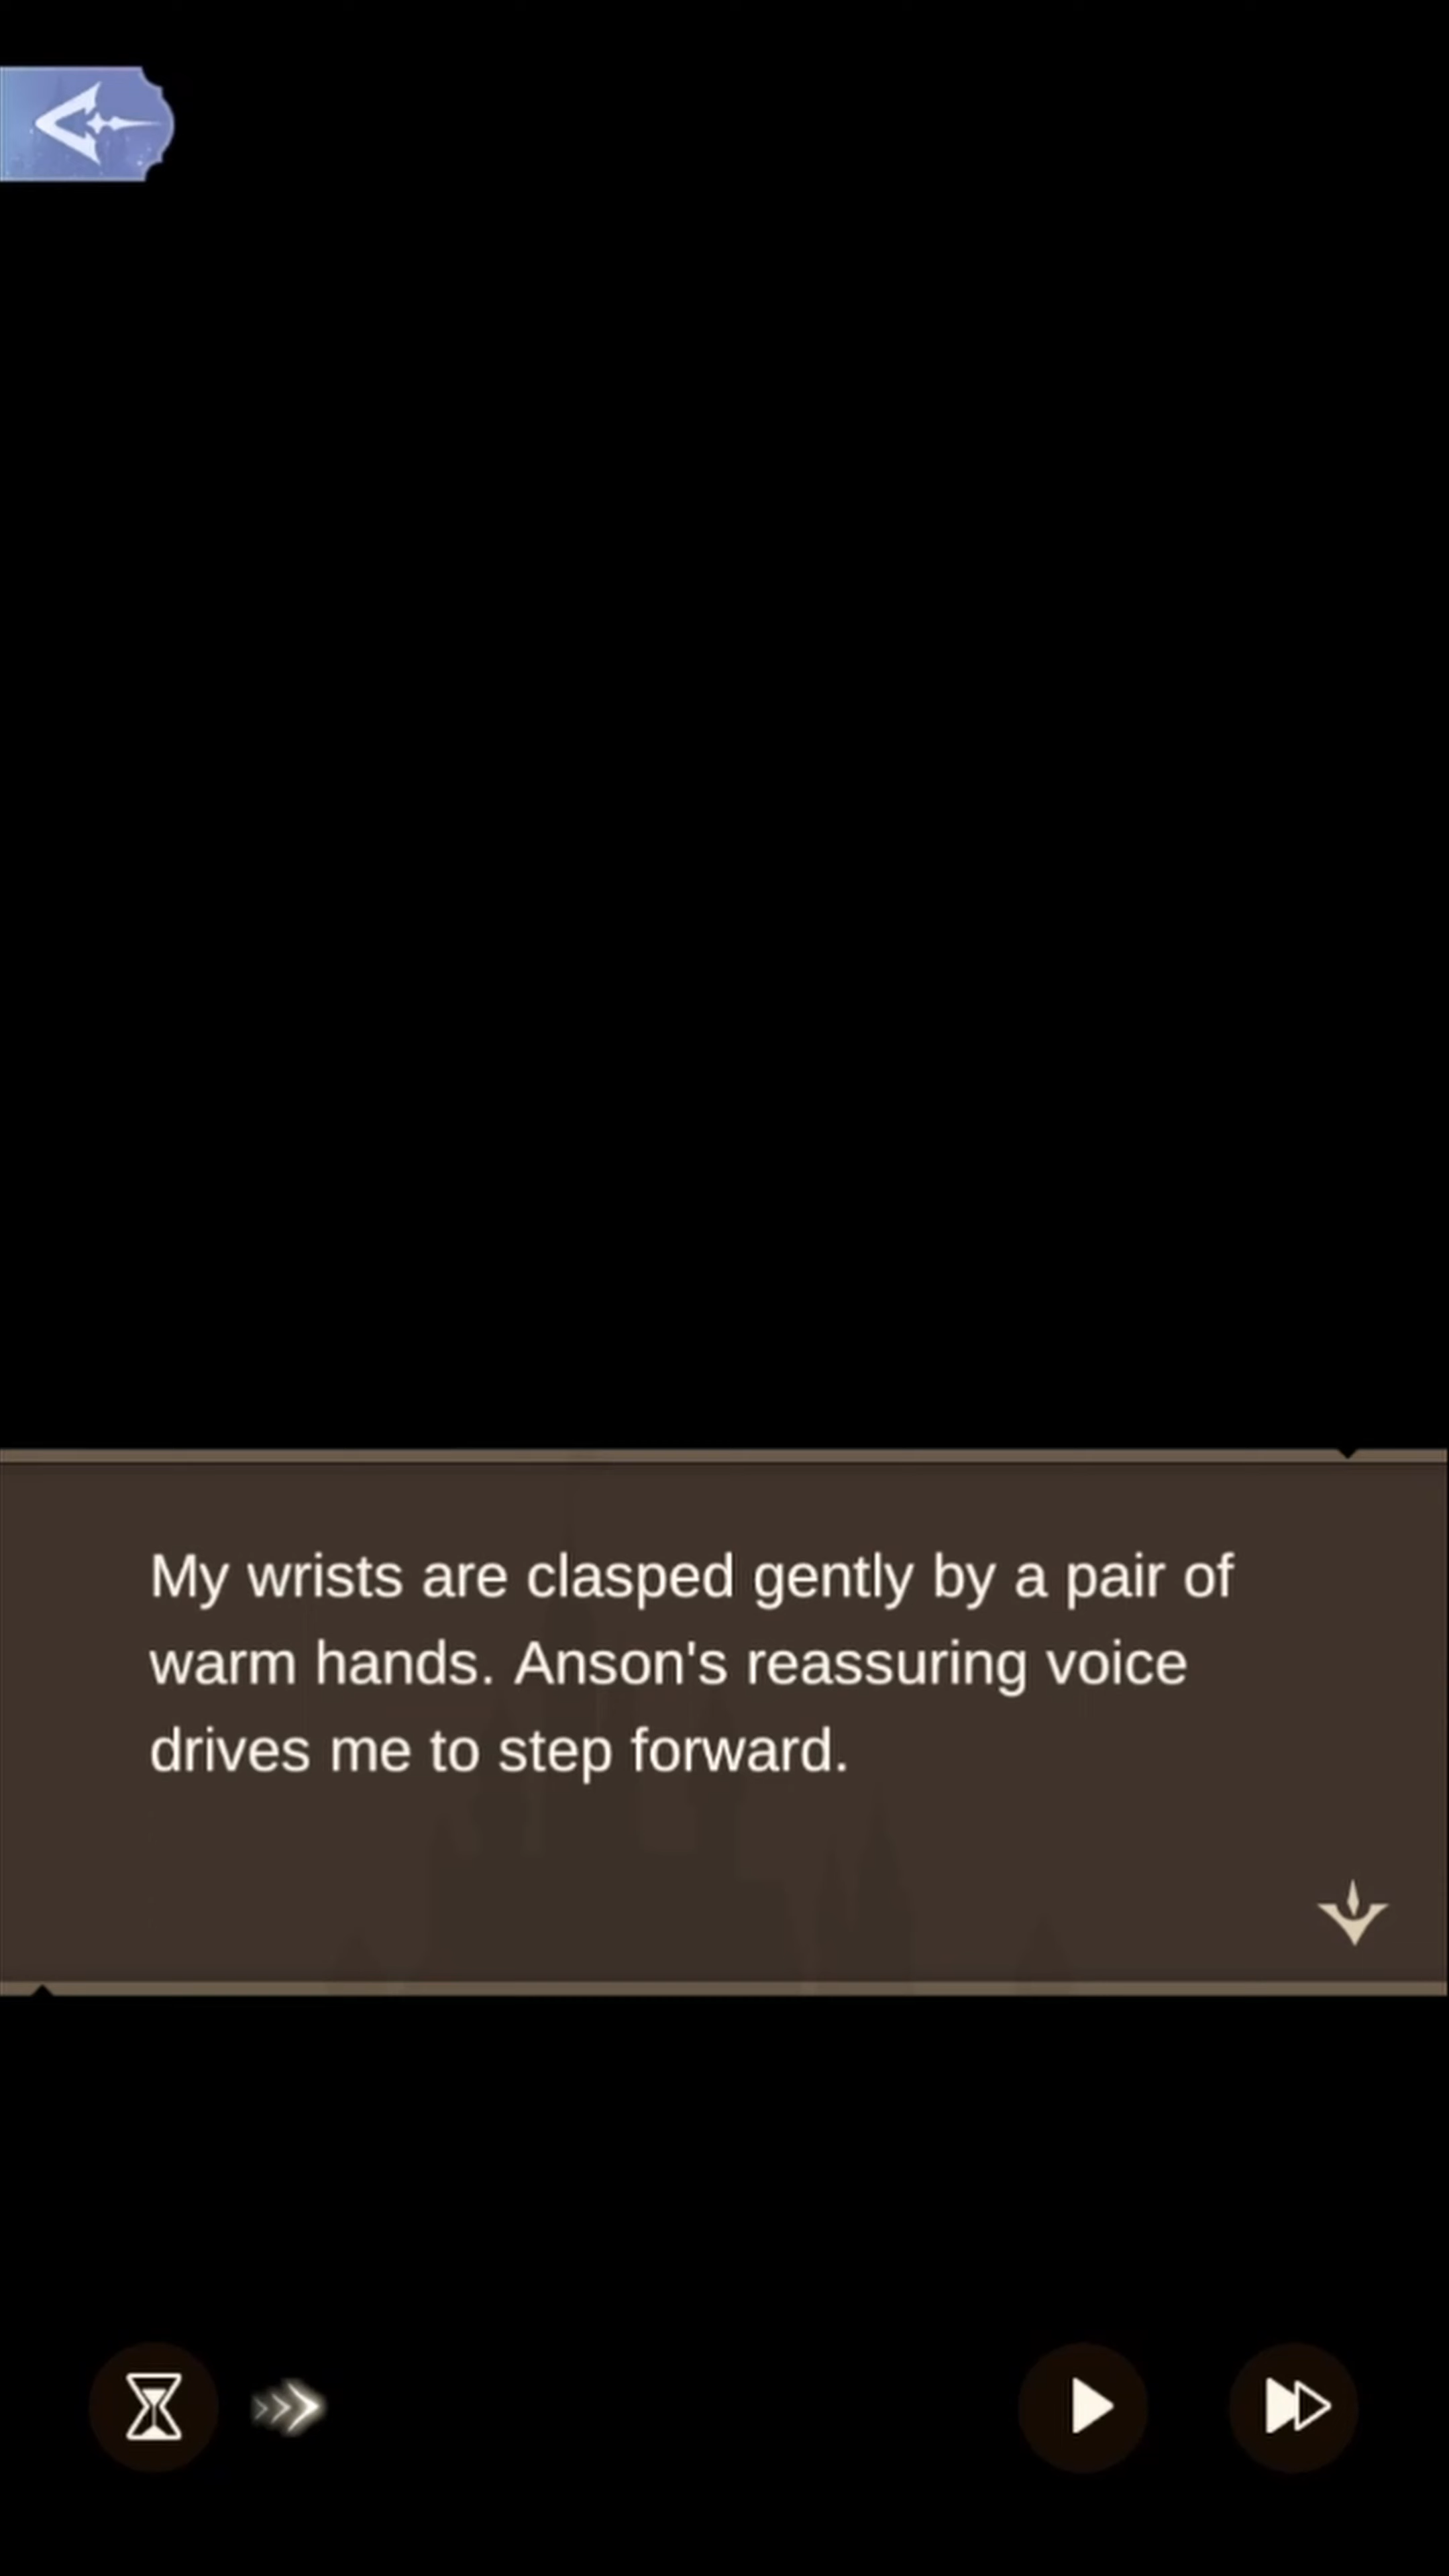 My wrists are clasped gently by a pair of
warm hands. Anson's reassuring voice
drives me to step forward.